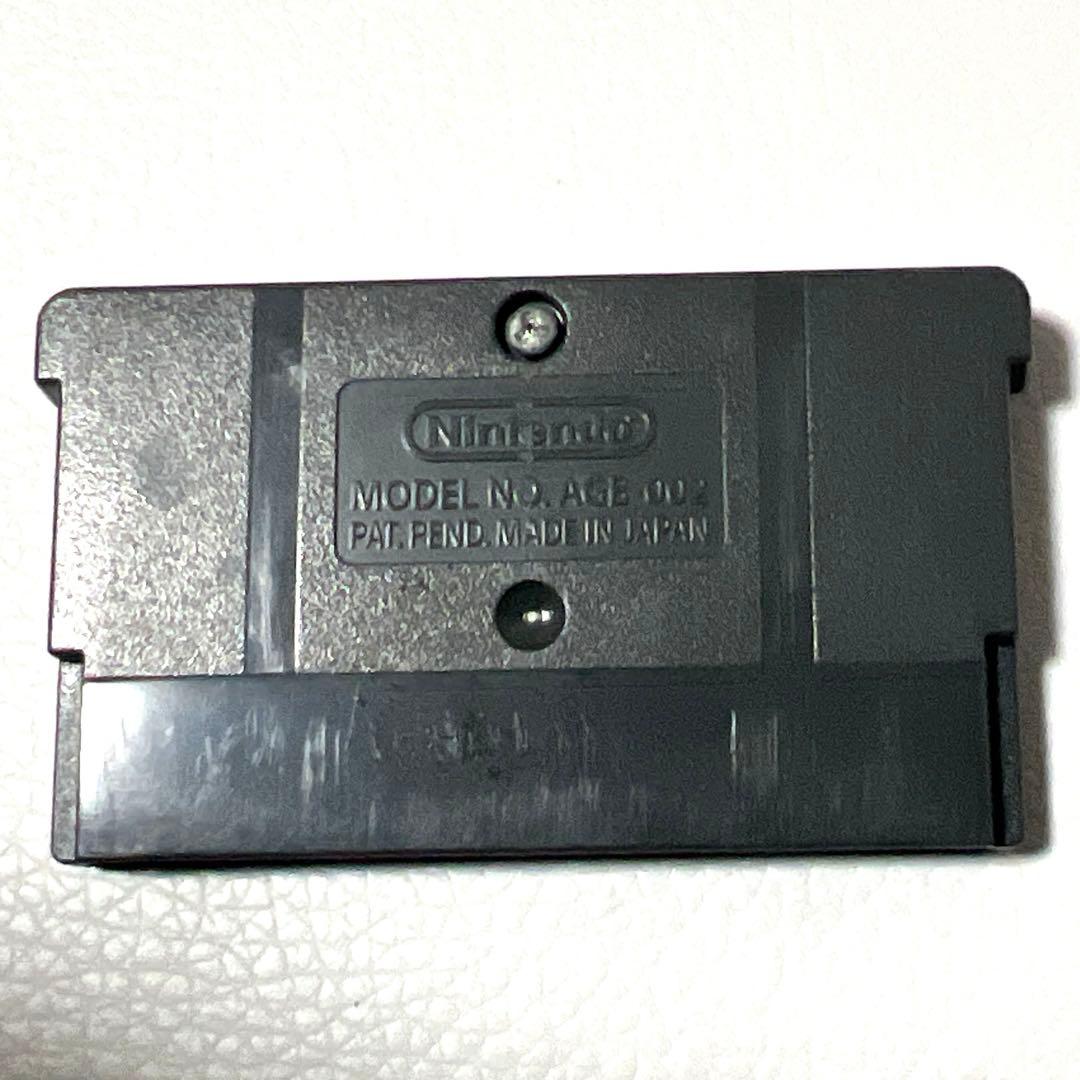 Nintendo
MODEL NO. AGB-002
PAT. PEND. MADE IN JAPAN